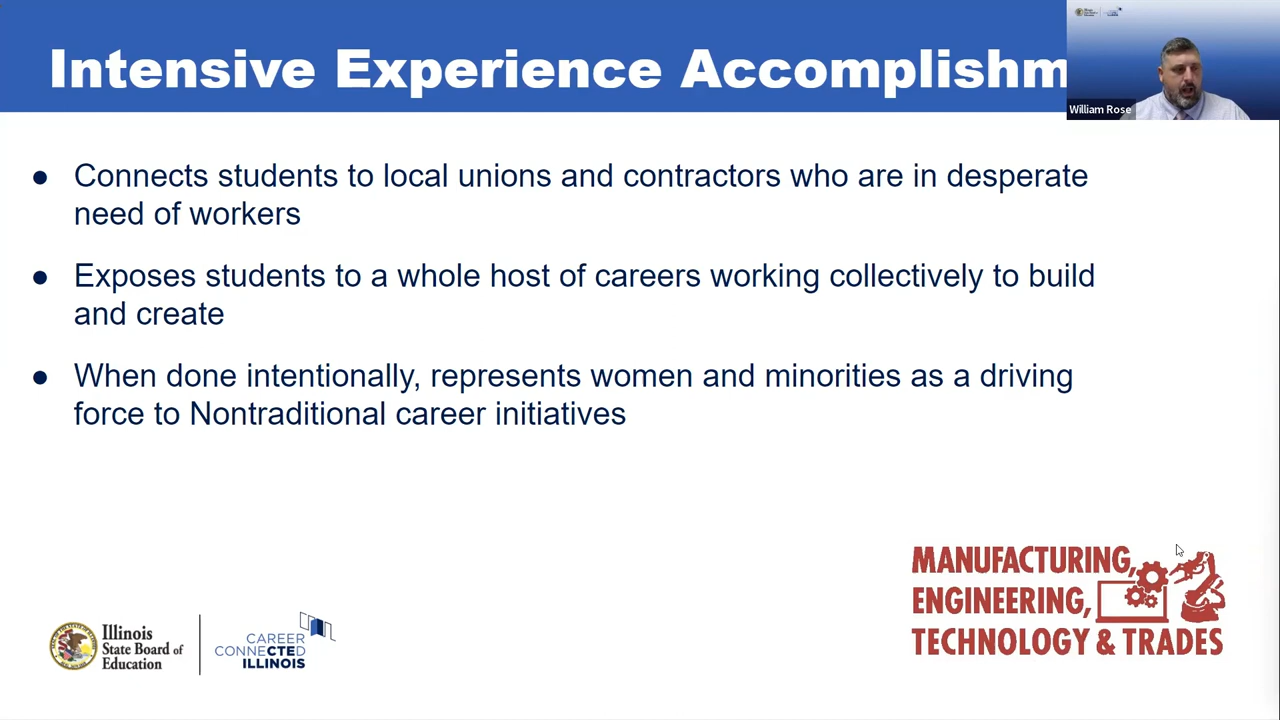 Intensive Experience Accomplishm
William Rose
● Connects students to local unions and contractors who are in desperate
need of workers
● Exposes students to a whole host of careers working collectively to build
and create
● When done intentionally, represents women and minorities as a driving
force to Nontraditional career initiatives
MANUFACTURING,
ENGINEERING,
TECHNOLOGY & TRADES
Illinois
State Board of
Education
CAREER
CONNECTED
ILLINOIS